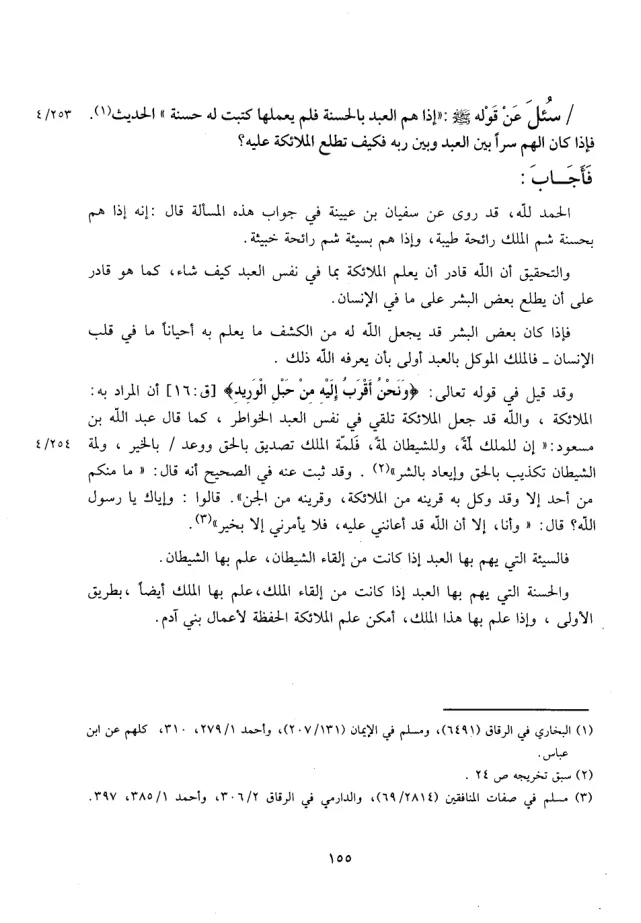 / سُئلَ عَنْ قَوْله ﷺ :«إذا هم العبد بالحسنة فلم يعملها كتبت له حسنة » الحديث(١). ٤/٢٥٣
فإذا كان الهم سراً بين العبد وبين ربه فكيف تطلع الملائكة عليه؟
فَأَجَــابَ :
الحمد للّه، قد روى عن سفيان بن عيينة في جواب هذه المسألة قال :إنه إذا هم
بحسنة شم الملك رائحة طيبة، وإذا هم بسيئة شم رائحة خبيثة.
والتحقيق أن اللّه قادر أن يعلم الملائكة بما في نفس العبد كيف شاء، كما هو قادر
على أن يطلع بعض البشر على ما في الإنسان.
فإذا كان بعض البشر قد يجعل اللّه له من الكشف ما يعلم به أحياناً ما في قلب
الإنسان ـ فالملك الموكل بالعبد أولى بأن يعرفه اللّه ذلك .
وقد قيل في قوله تعالى: ﴿وَنَحْنُ أَقْرَبُ إِلَيْهِ مِنْ حَبْلِ الْوَرِيدِ﴾ [ق:١٦] أن المراد به:
الملائكة ، واللّه قد جعل الملائكة تلقي في نفس العبد الخواطر ، كما قال عبد اللّه بن
مسعود:« إن للملك لَّةً، وللشيطان لمةً، فَلمة الملك تصديق بالحق ووعد / بالخير ، ولمة ٤/٢٥٤
الشيطان تكذيب بالحق وإيعاد بالشر»(٢) . وقد ثبت عنه في الصحيح أنه قال: « ما منكم
من أحد إلا وقد وكل به قرينه من الملائكة، وقرينه من الجن». قالوا : وإياك يا رسول
اللّه؟ قال: « وأنا، إلا أن اللّه قد أعانني عليه، فلا يأمرني إلا بخير»(٣).
فالسيئة التي يهم بها العبد إذا كانت من إلقاء الشيطان، علم بها الشيطان.
والحسنة التي يهم بها العبد إذا كانت من إلقاء الملك،علم بها الملك أيضاً ،بطريق
الأولى ، وإذا علم بها هذا الملك، أمكن علم الملائكة الحفظة لأعمال بني آدم.
(١) البخاري في الرقاق (٦٤٩١)، ومسلم في الإيمان (٢٠٧/١٣١)، وأحمد ٢٧٩/١، ٣١٠، كلهم عن ابن
عباس.
(٢) سبق تخريجه ص ٢٤ .
(٣) مسلم في صفات المنافقين (٦٩/٢٨١٤)، والدارمي في الرقاق ٣٠٦/٢، وأحمد ٣٨٥/١، ٣٩٧.
١٥٥